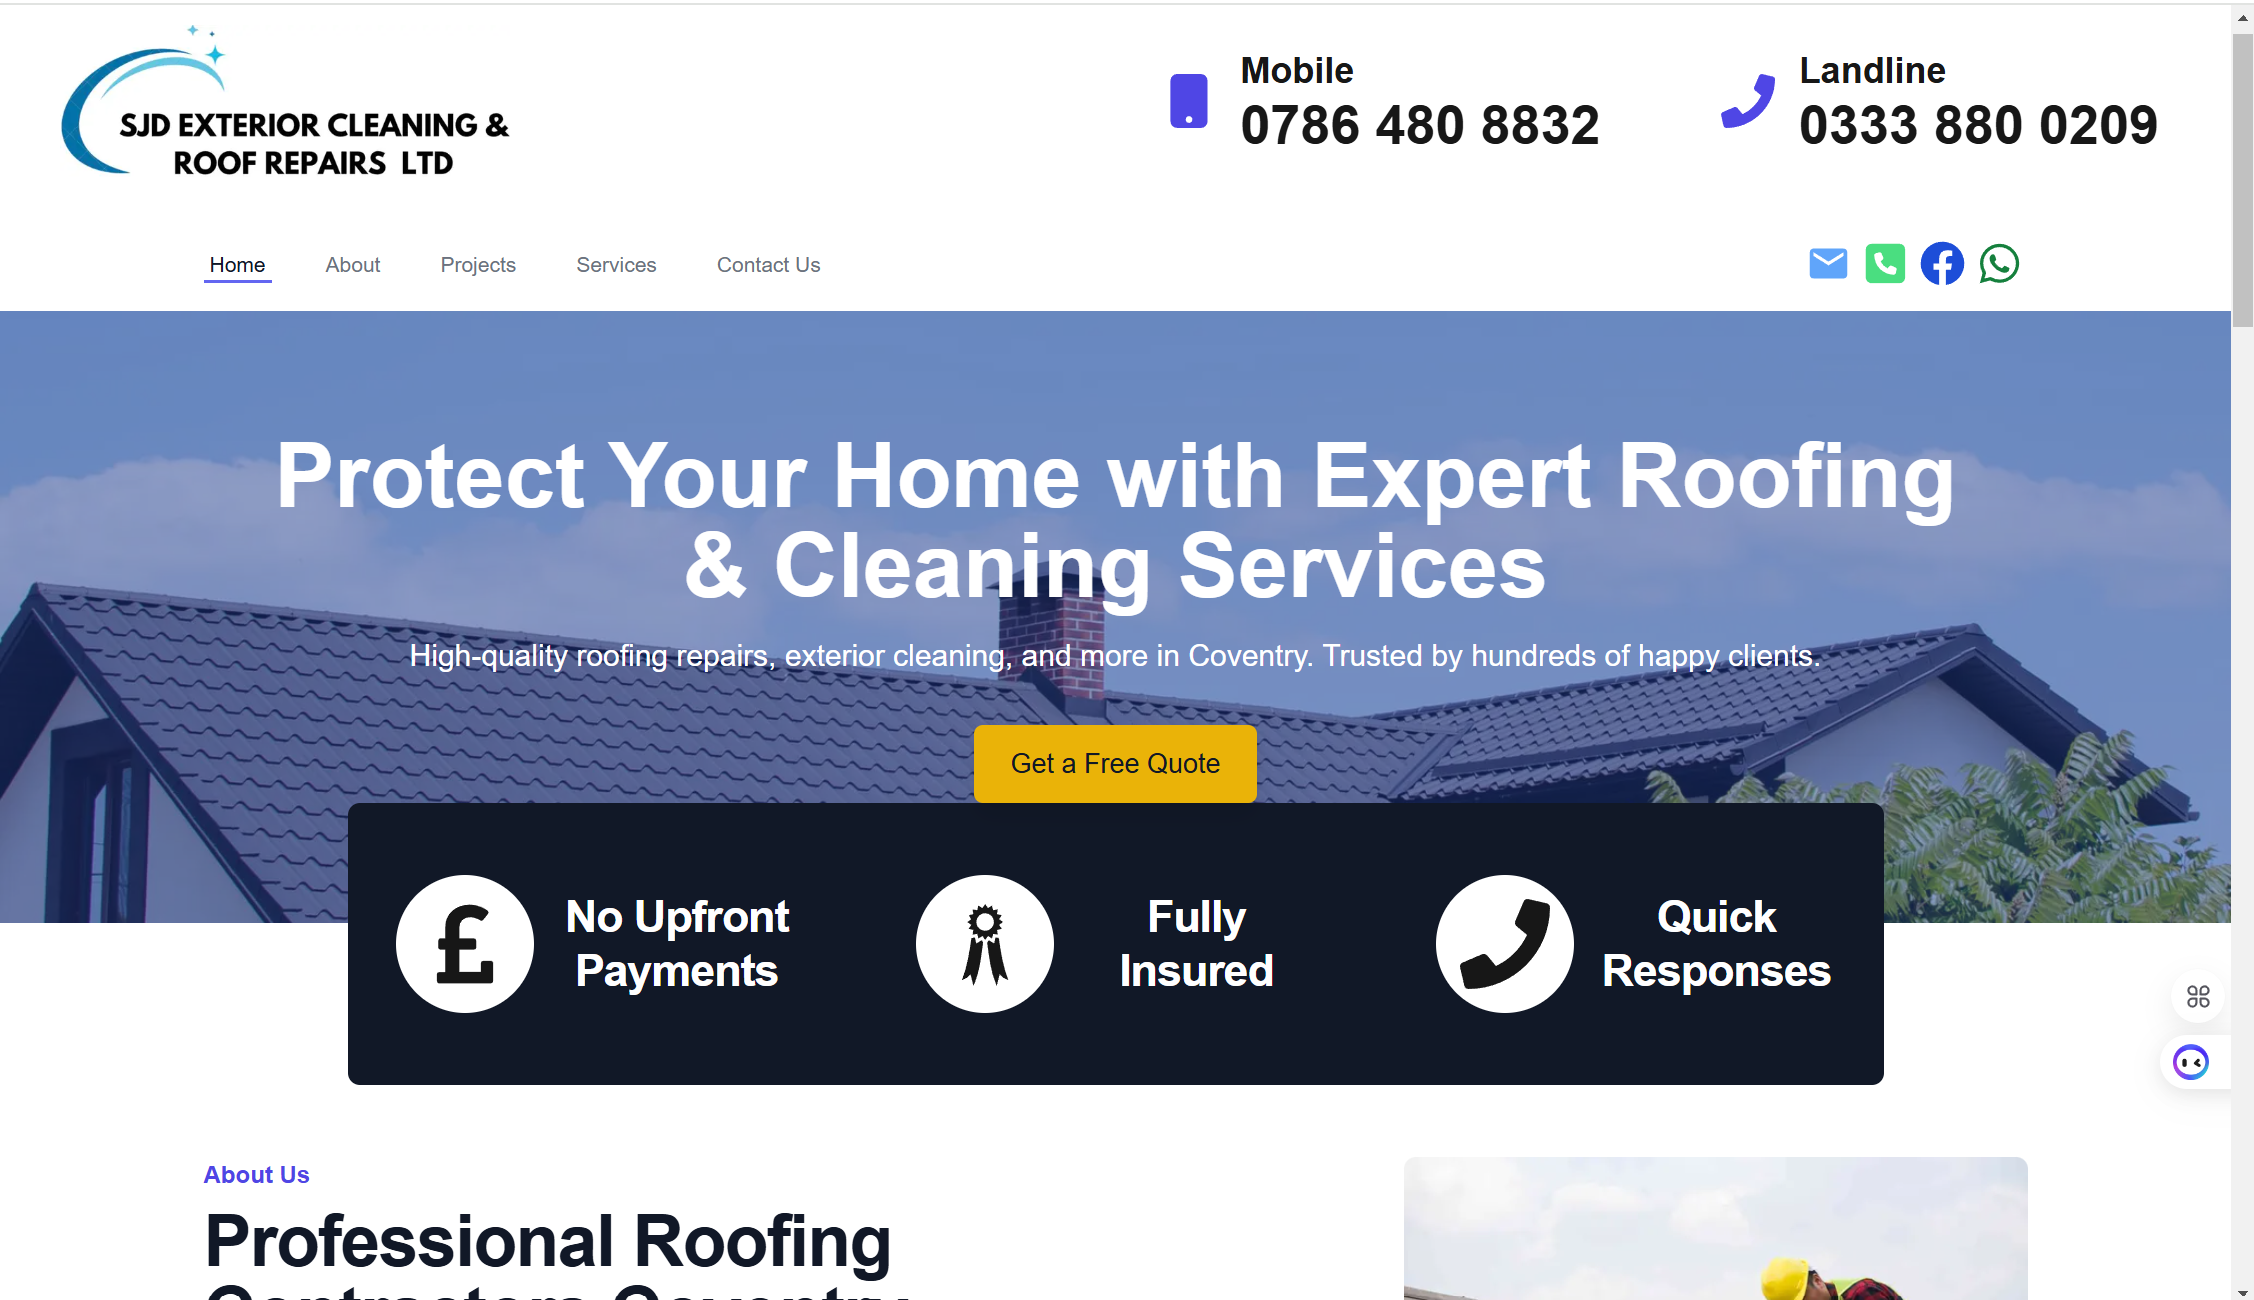 SJD EXTERIOR CLEANING &
ROOF REPAIRS LTD
Mobile
0786 480 8832
Landline
0333 880 0209
Home About Projects Services Contact Us
Protect Your Home with Expert Roofing
& Cleaning Services
High-quality roofing repairs, exterior cleaning, and more in Coventry. Trusted by hundreds of happy clients.
Get a Free Quote
No Upfront
Payments
Fully
Insured
Quick
Responses
About Us
Professional Roofing
Contractors Coventry